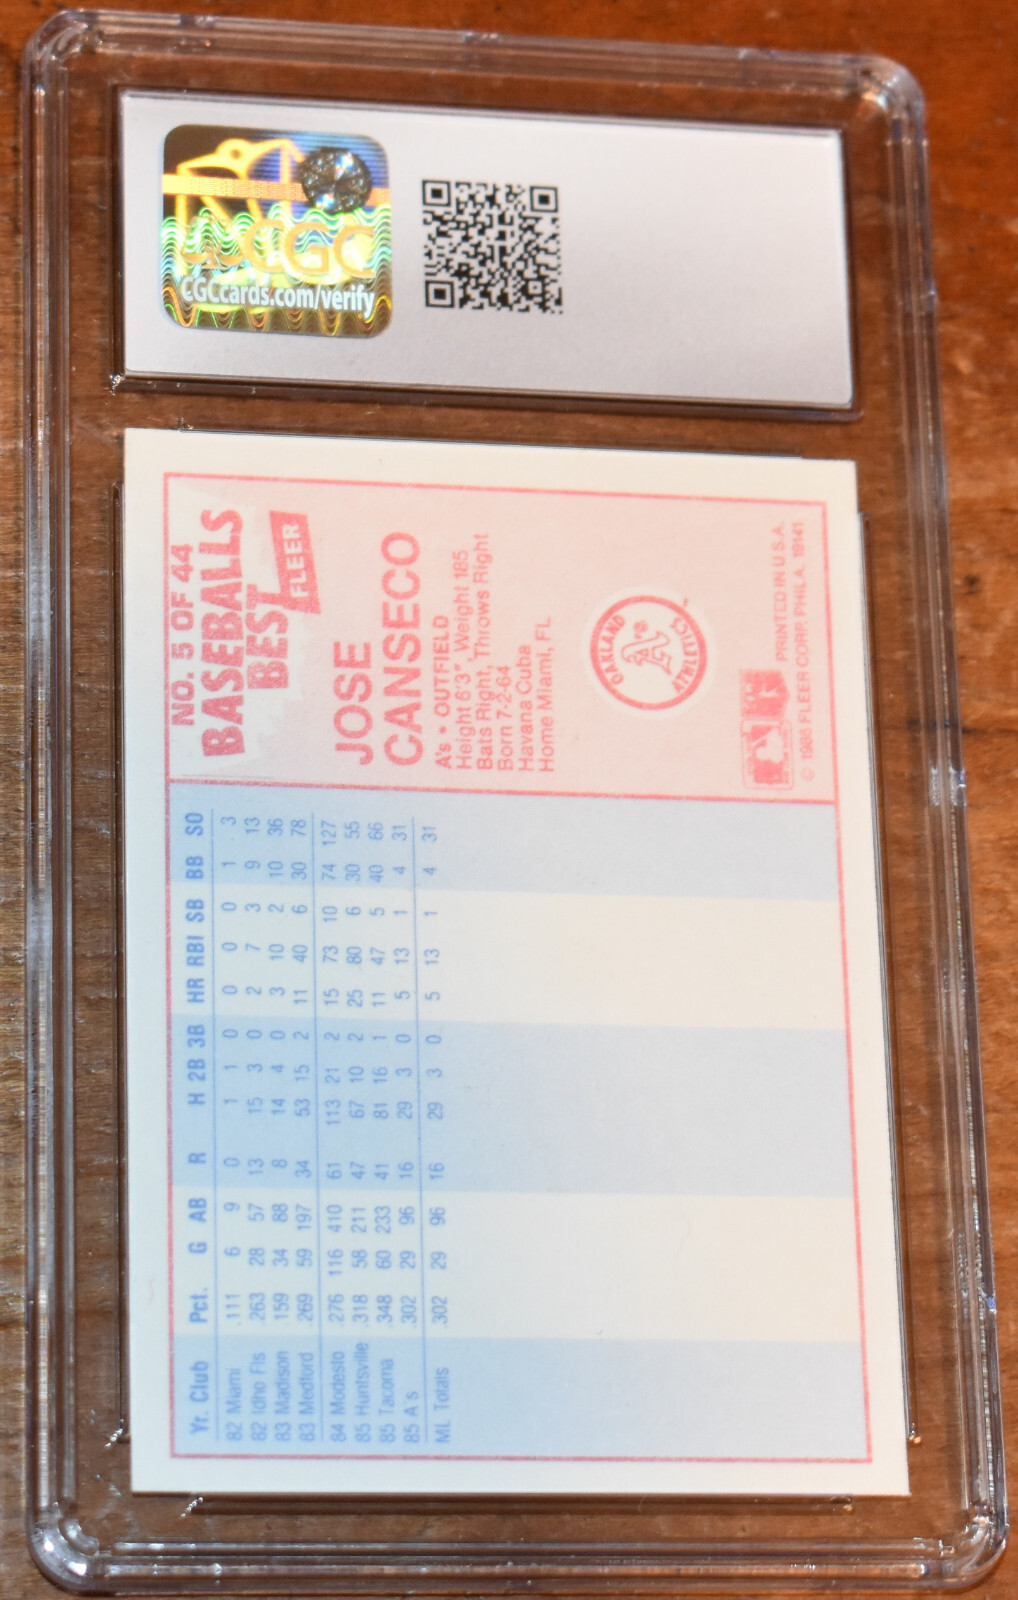 CGC
CGCcards.com/verify
NO. 5 OF 44
BASEBALLS
BEST
FLEER
JOSE
CANSECO
A's • OUTFIELD
Height 6'3" Weight 185
Bats Right, Throws Right
Born 7-2-64
Havana Cuba
Home Miami, FL
OAKLAND
A's
ATHLETICS™
PRINTED IN U.S.A.
© 1986 FLEER CORP. PHILA. 19141
Yr. Club Pct. G AB R H 2B 3B HR RBI SB BB SO
82 Miami .111 6 9 0 1 1 0 0 0 0 1 3
82 Idho Fls .263 28 57 13 15 3 0 2 7 3 9 13
83 Madison .159 34 88 8 14 4 0 3 10 2 10 36
83 Medford .269 59 197 34 53 15 2 11 40 6 30 78
84 Modesto .276 116 410 61 113 21 2 15 73 10 74 127
85 Huntsville .318 58 211 47 67 10 2 25 80 6 30 55
85 Tacoma .348 60 233 41 81 16 1 11 47 5 40 66
85 A's .302 29 96 16 29 3 0 5 13 1 4 31
ML Totals .302 29 96 16 29 3 0 5 13 1 4 31